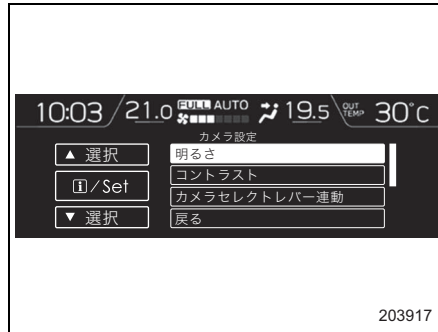 10:03 21.0 FULL AUTO 19.5 OUT TEMP 30°C
カメラ設定
▲ 選択
i/Set
▼ 選択
明るさ
コントラスト
カメラセレクトレバー連動
戻る
203917